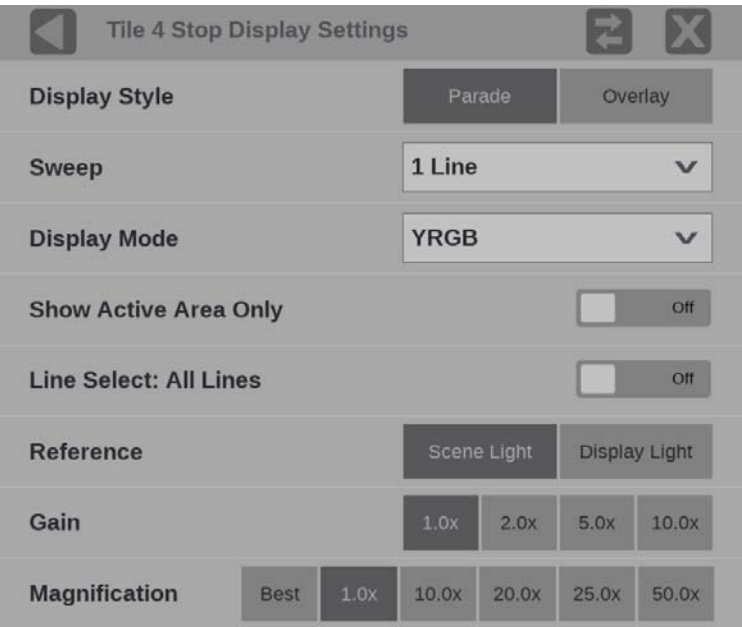 Tile 4 Stop Display Settings
Display Style Parade Overlay
Sweep 1 Line
Display Mode YRGB
Show Active Area Only Off
Line Select: All Lines Off
Reference Scene Light Display Light
Gain 1.0x 2.0x 5.0x 10.0x
Magnification Best 1.0x 10.0x 20.0x 25.0x 50.0x